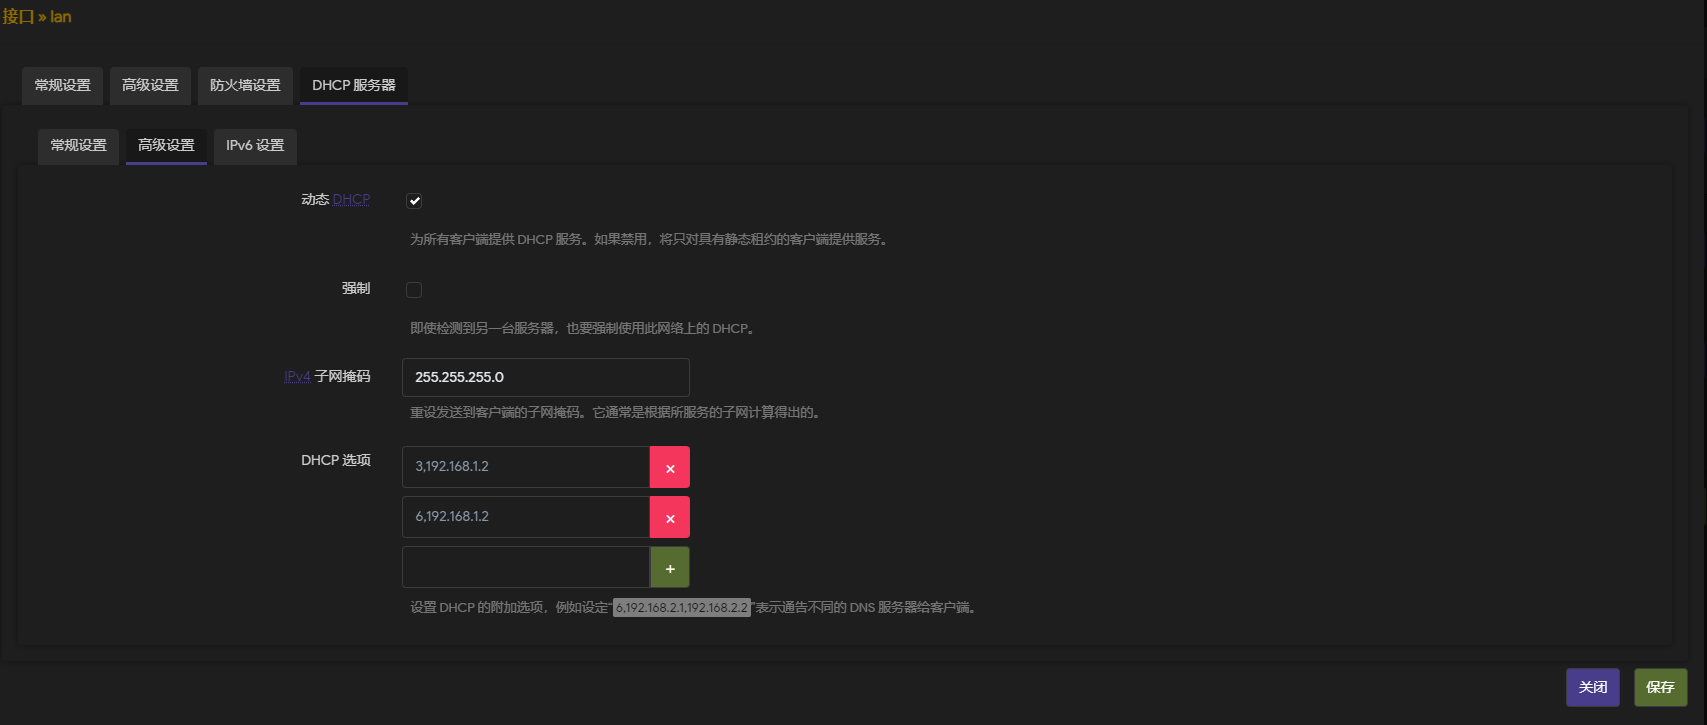 接口 » lan
常规设置 高级设置 防火墙设置 DHCP 服务器
常规设置 高级设置 IPv6 设置
动态 DHCP
为所有客户端提供 DHCP 服务。如果禁用，将只对具有静态租约的客户端提供服务。
强制
即使检测到另一台服务器，也要强制使用此网络上的 DHCP。
IPv4 子网掩码 255.255.255.0
重设发送到客户端的子网掩码。它通常是根据所服务的子网计算得出的。
DHCP 选项 3,192.168.1.2 ×
6,192.168.1.2 ×
+
设置 DHCP 的附加选项，例如设定"6,192.168.2.1,192.168.2.2"表示通告不同的 DNS 服务器给客户端。
关闭 保存